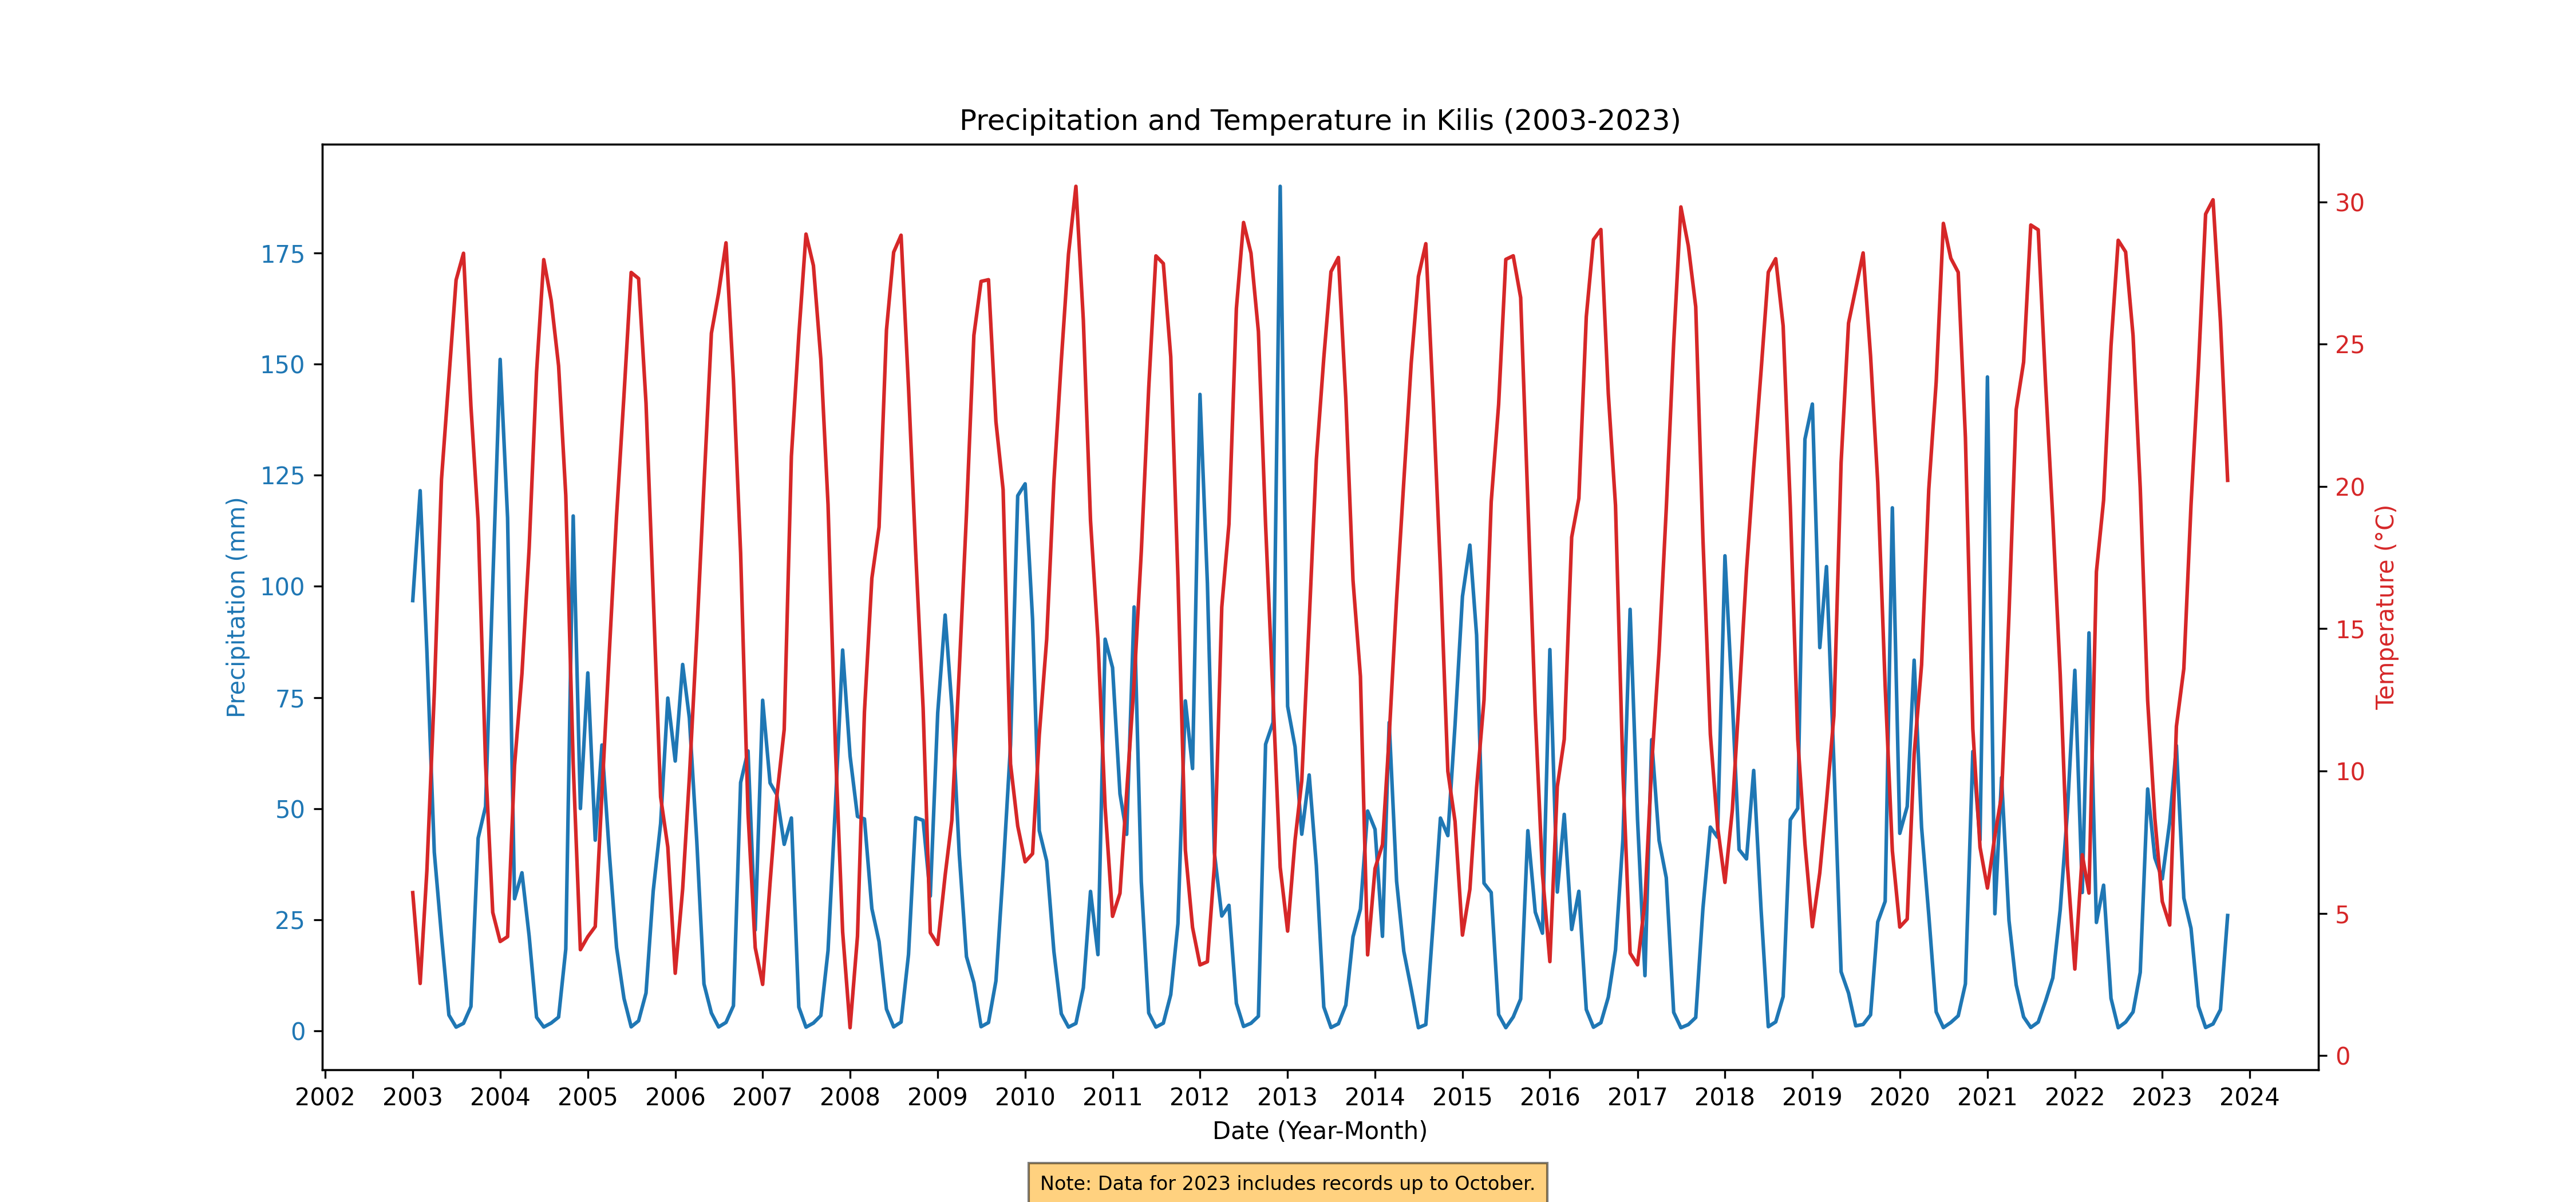 Precipitation and Temperature in Kilis (2003-2023)
Precipitation (mm)
175
150
125
100
75
50
25
0
30
25
20
15
10
5
0
Temperature (°C)
2002 2003 2004 2005 2006 2007 2008 2009 2010 2011 2012 2013 2014 2015 2016 2017 2018 2019 2020 2021 2022 2023 2024
Date (Year-Month)
Note: Data for 2023 includes records up to October.